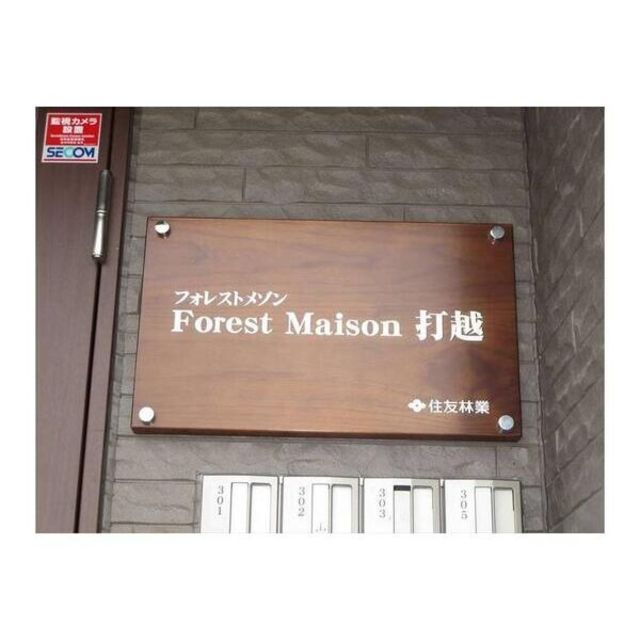 監視カメラ
設置
SECOM
フォレストメゾン
Forest Maison 打越
住友林業
301
302
303
305